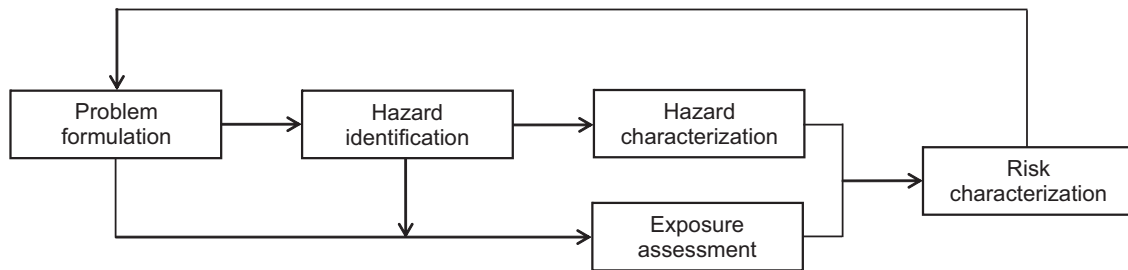 Problem
formulation
Hazard
identification
Hazard
characterization
Exposure
assessment
Risk
characterization